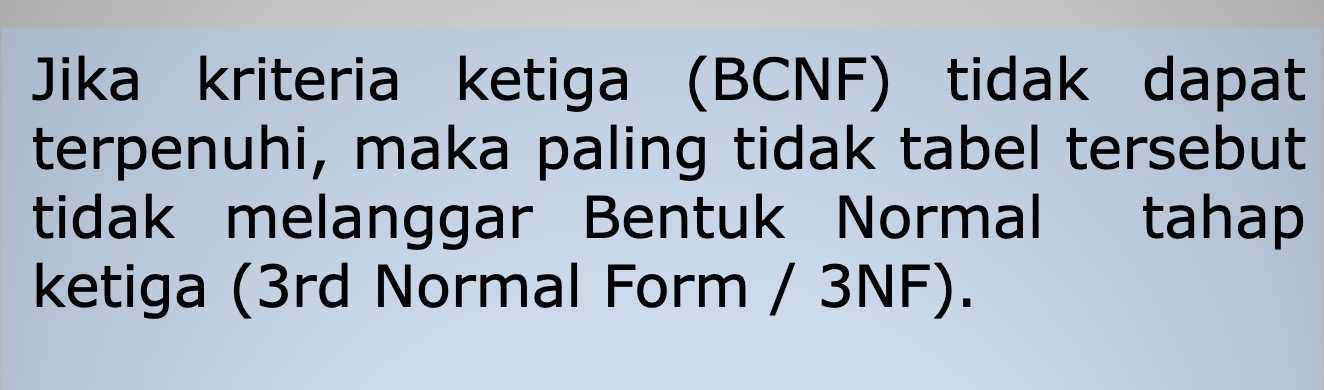 Jika kriteria ketiga (BCNF) tidak dapat
terpenuhi, maka paling tidak tabel tersebut
tidak melanggar Bentuk Normal tahap
ketiga (3rd Normal Form / 3NF).